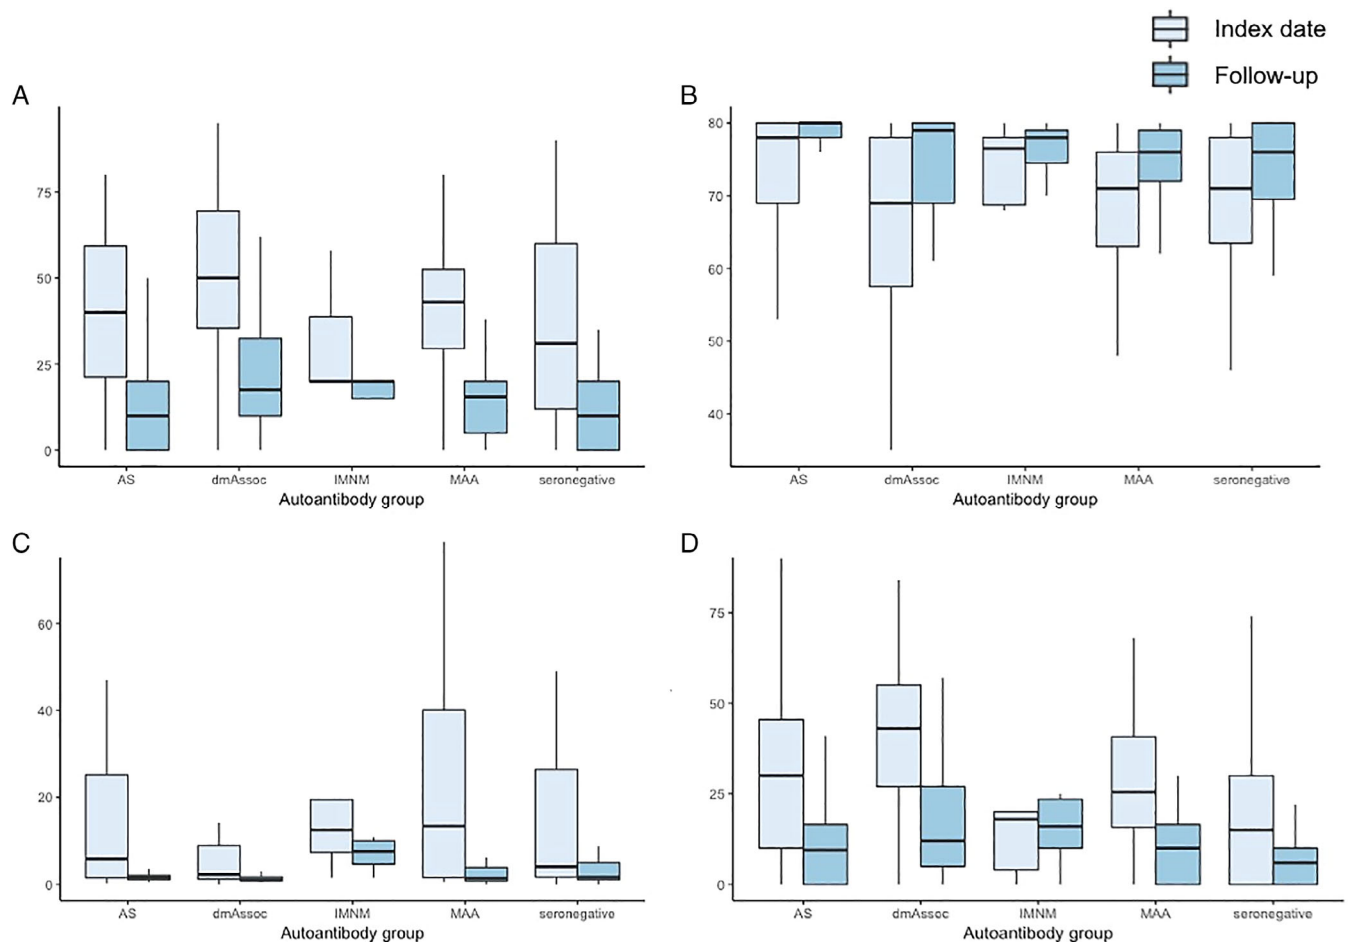 Index date
Follow-up
A
75
50
25
0
AS dmAssoc IMNM MAA seronegative
Autoantibody group
B
80
70
60
50
40
AS dmAssoc IMNM MAA seronegative
Autoantibody group
C
60
40
20
0
AS dmAssoc IMNM MAA seronegative
Autoantibody group
D
75
50
25
0
AS dmAssoc IMNM MAA seronegative
Autoantibody group